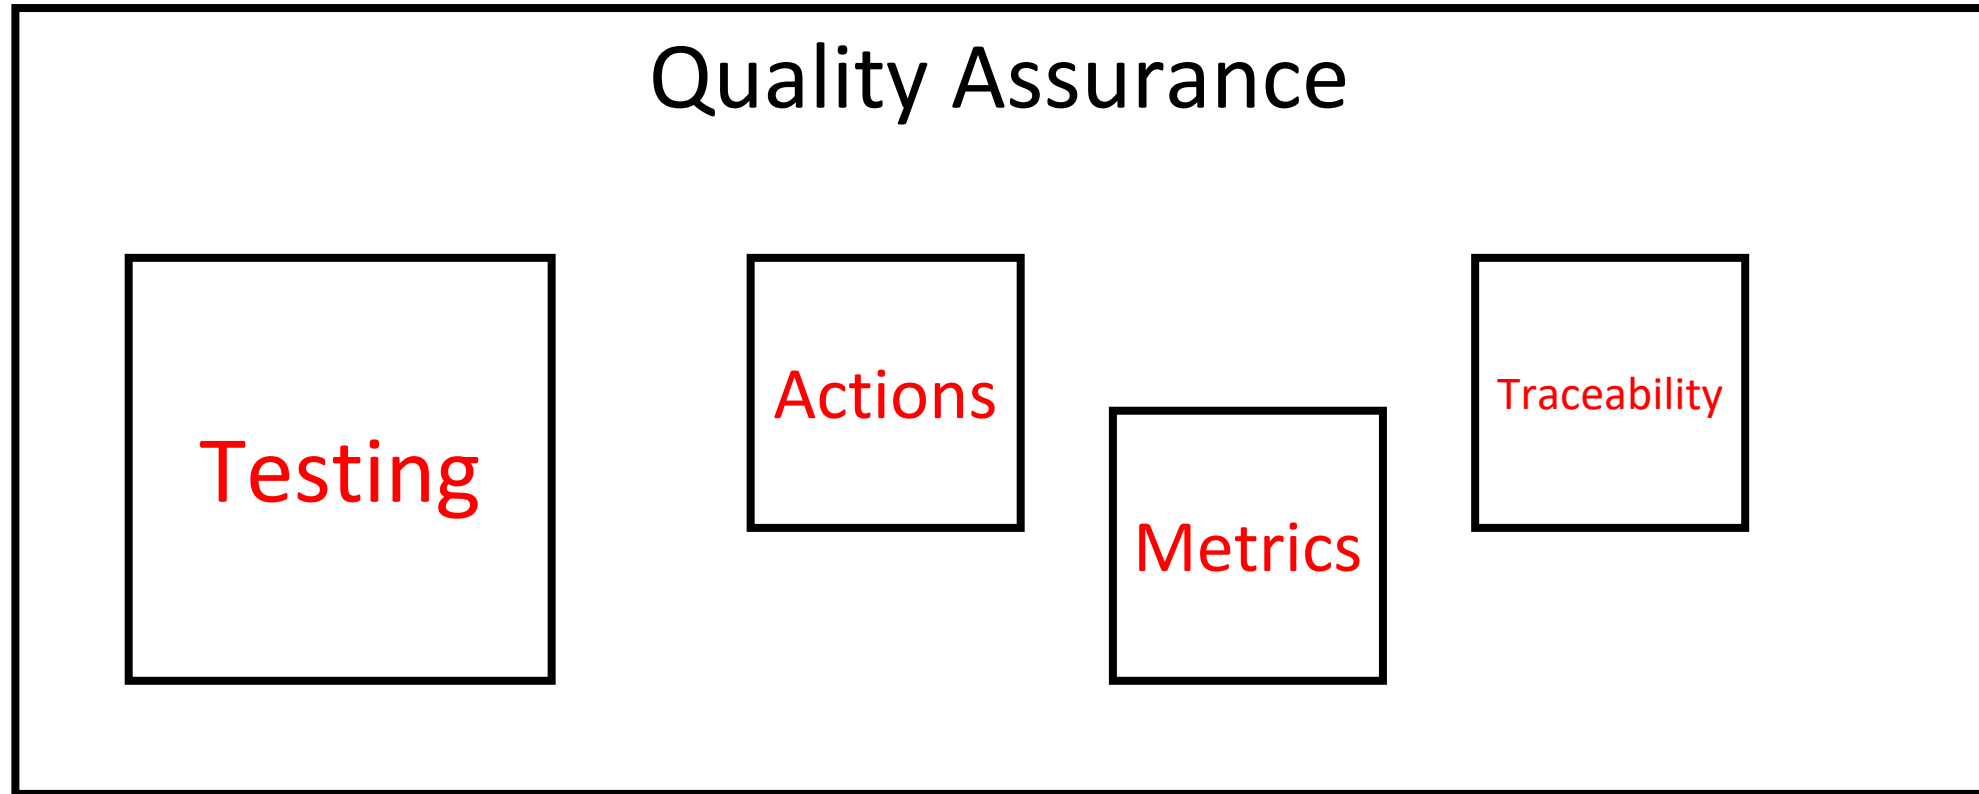 Quality Assurance
Testing
Actions
Metrics
Traceability